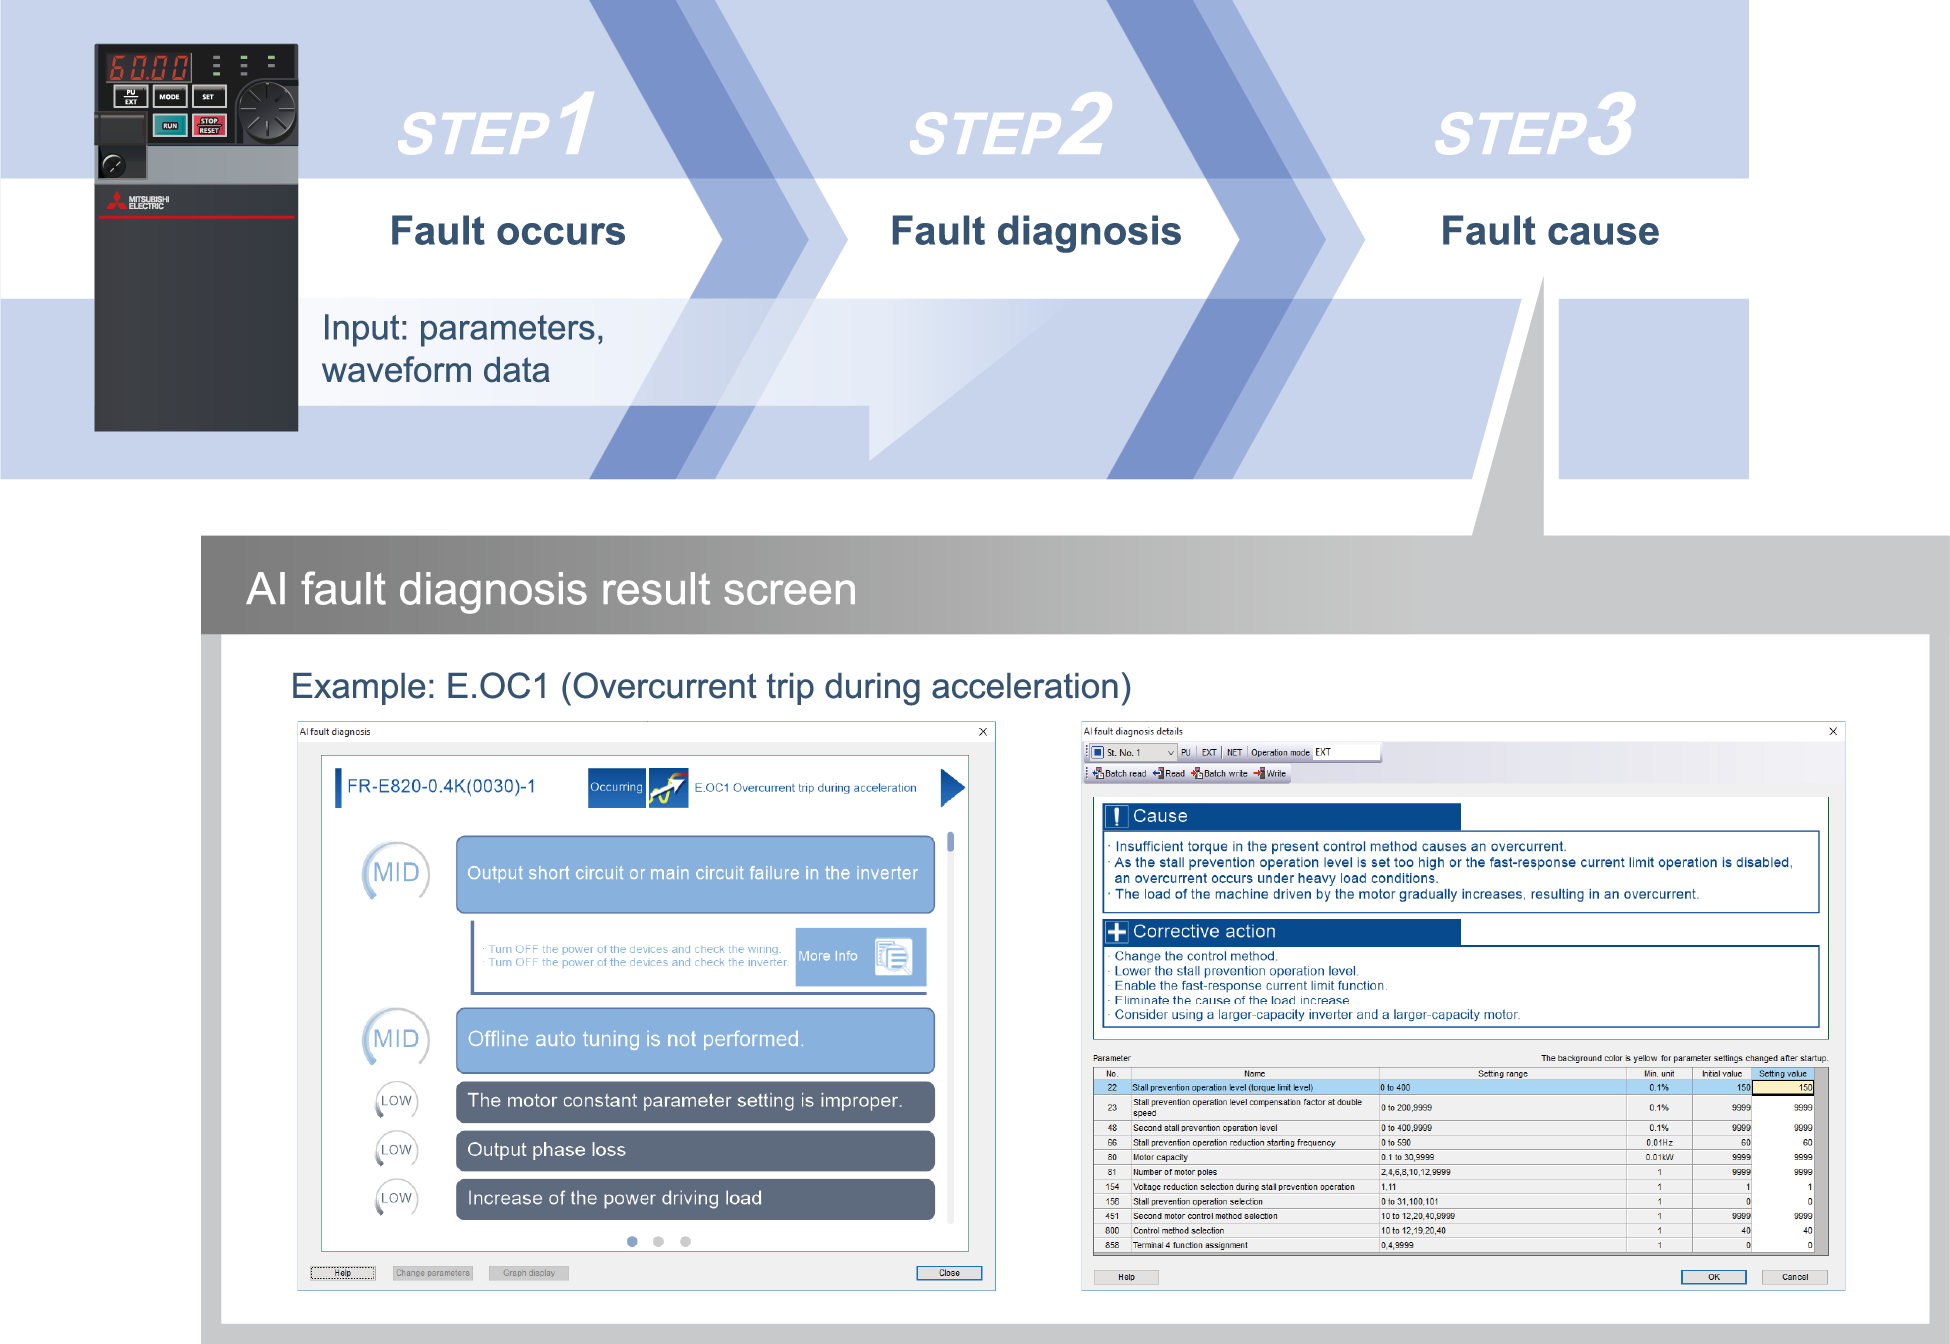 60.00
PU
EXT
MODE
SET
RUN
STOP
RESET
MITSUBISHI
ELECTRIC
STEP1
STEP2
STEP3
Fault occurs
Fault diagnosis
Fault cause
Input: parameters,
waveform data
AI fault diagnosis result screen
Example: E.OC1 (Overcurrent trip during acceleration)
AI fault diagnosis
FR-E820-0.4K(0030)-1
Occurring
E.OC1 Overcurrent trip during acceleration
MID
Output short circuit or main circuit failure in the inverter
· Turn OFF the power of the devices and check the wiring.
· Turn OFF the power of the devices and check the inverter.
More Info
MID
Offline auto tuning is not performed.
LOW
The motor constant parameter setting is improper.
LOW
Output phase loss
LOW
Increase of the power driving load
Help
Change parameters
Graph display
Close
AI fault diagnosis details
St. No. 1
PU
EXT
NET
Operation mode
EXT
Batch read
Read
Batch write
Write
! Cause
· Insufficient torque in the present control method causes an overcurrent.
· As the stall prevention operation level is set too high or the fast-response current limit operation is disabled,
an overcurrent occurs under heavy load conditions.
· The load of the machine driven by the motor gradually increases, resulting in an overcurrent.
Corrective action
· Change the control method.
· Lower the stall prevention operation level.
· Enable the fast-response current limit function.
· Eliminate the cause of the load increase
· Consider using a larger-capacity inverter and a larger-capacity motor.
Parameter
The background color is yellow for parameter settings changed after startup.
No. Name Setting range Min. unit Initial value Setting value
22 Stall prevention operation level (torque limit level) 0 to 400 0.1% 150 150
23 Stall prevention operation level compensation factor at double
speed 0 to 200,9999 0.1% 9999 9999
48 Second stall prevention operation level 0 to 400,9999 0.1% 9999 9999
66 Stall prevention operation reduction starting frequency 0 to 590 0.01Hz 60 60
80 Motor capacity 0.1 to 30,9999 0.01kW 9999 9999
81 Number of motor poles 2,4,6,8,10,12,9999 1 9999 9999
154 Voltage reduction selection during stall prevention operation 1,11 1 1 1
156 Stall prevention operation selection 0 to 31,100,101 1 0 0
451 Second motor control method selection 10 to 12,20,40,9999 1 9999 9999
800 Control method selection 10 to 12,19,20,40 1 40 40
858 Terminal 4 function assignment 0,4,9999 1 0 0
Help
OK
Cancel